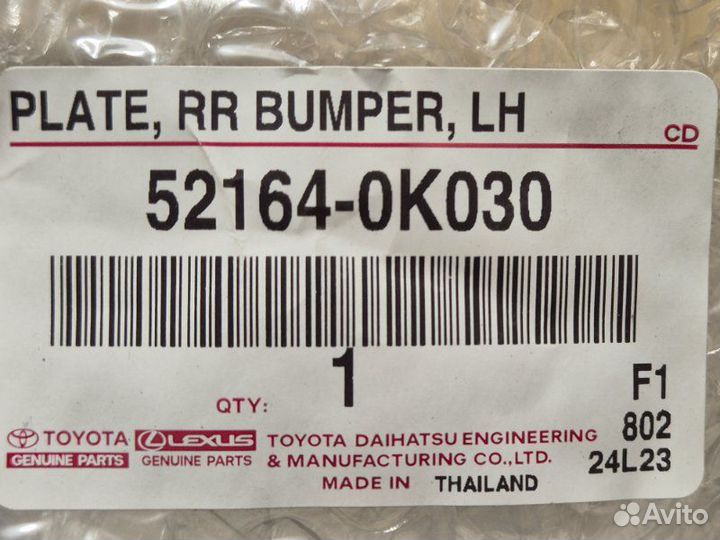 PLATE, RR BUMPER, LH
CD
52164-0K030
1
QTY:
F1
TOYOTA
GENUINE PARTS
LEXUS
GENUINE PARTS
TOYOTA DAIHATSU ENGINEERING
& MANUFACTURING CO.,LTD.
MADE IN THAILAND
802
24L23
Avito